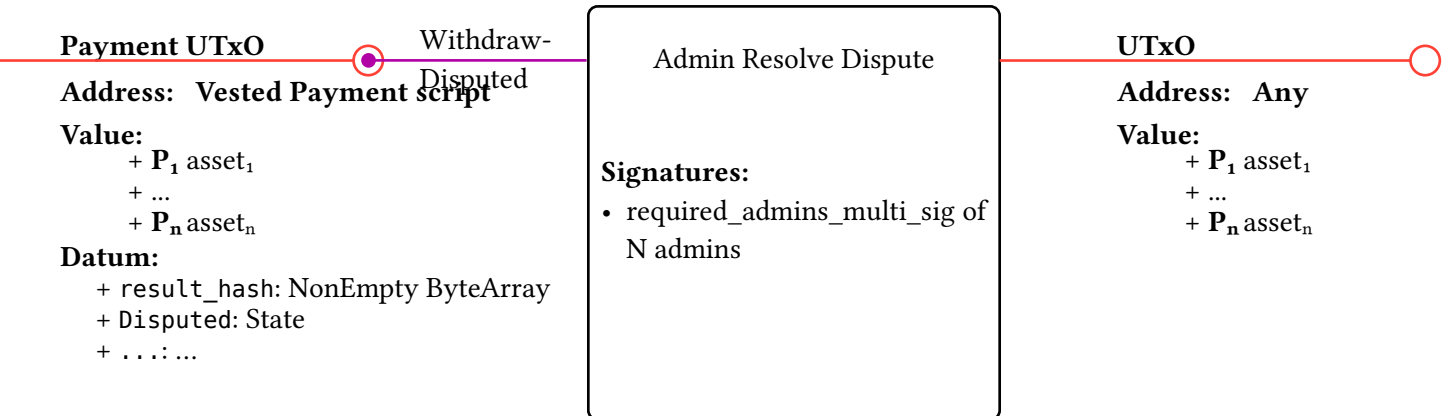 Payment UTxO
Address: Vested Payment script
Value:
+ P₁ asset₁
+ ...
+ Pₙ assetₙ
Datum:
+ result_hash: NonEmpty ByteArray
+ Disputed: State
+ ...: ...
Withdraw-
Disputed
Admin Resolve Dispute
Signatures:
• required_admins_multi_sig of
N admins
UTxO
Address: Any
Value:
+ P₁ asset₁
+ ...
+ Pₙ assetₙ